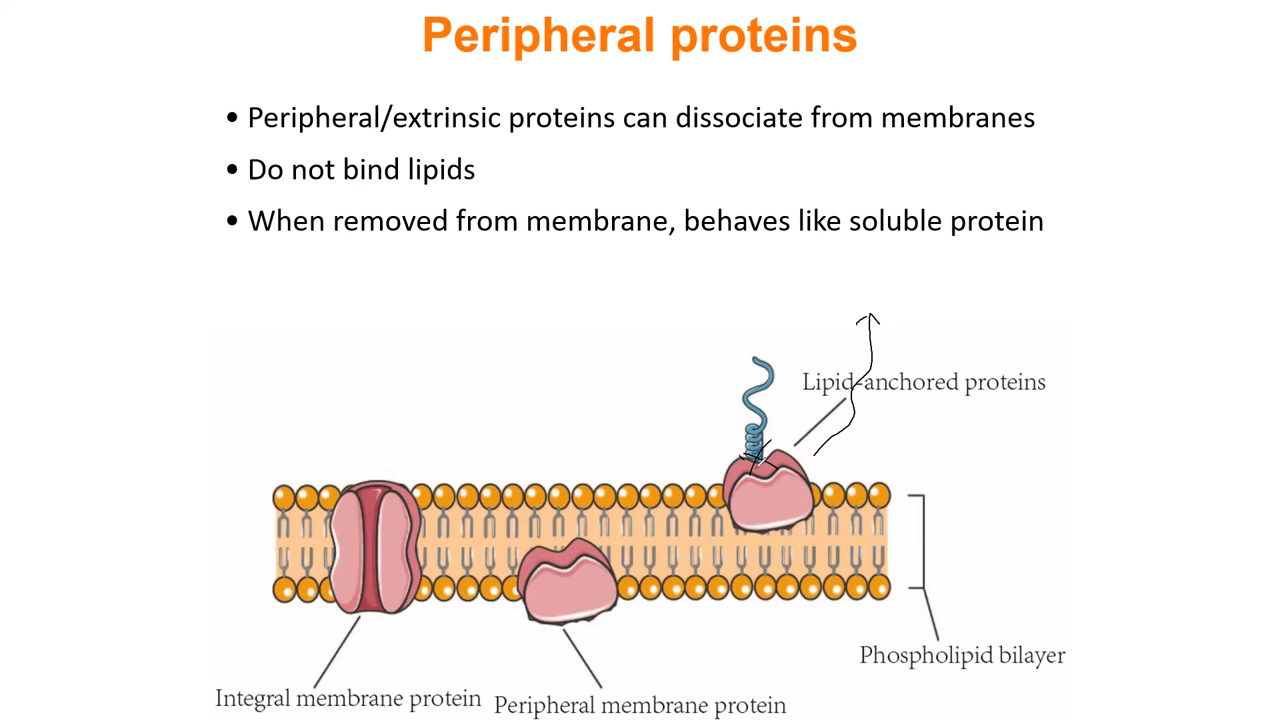 Peripheral proteins
• Peripheral/extrinsic proteins can dissociate from membranes
• Do not bind lipids
• When removed from membrane, behaves like soluble protein
Lipid-anchored proteins
Phospholipid bilayer
Integral membrane protein
Peripheral membrane protein